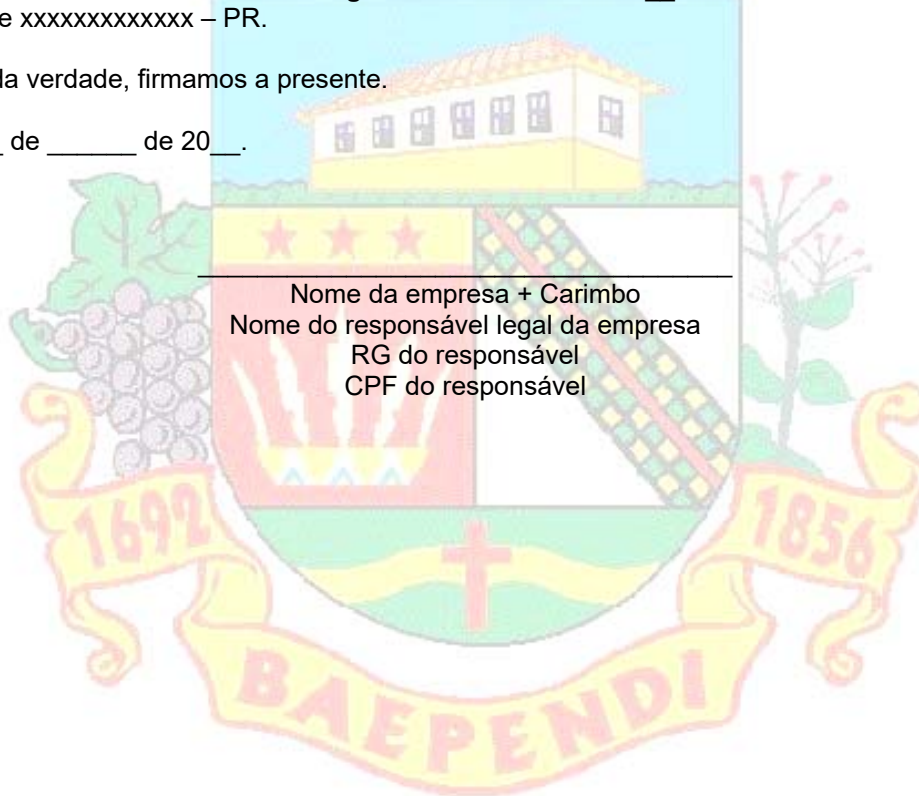 e xxxxxxxxxxxxx – PR.
la verdade, firmamos a presente.
_ de ______ de 20__.
Nome da empresa + Carimbo
Nome do responsável legal da empresa
RG do responsável
CPF do responsável
1692
1856
BAEPENDI